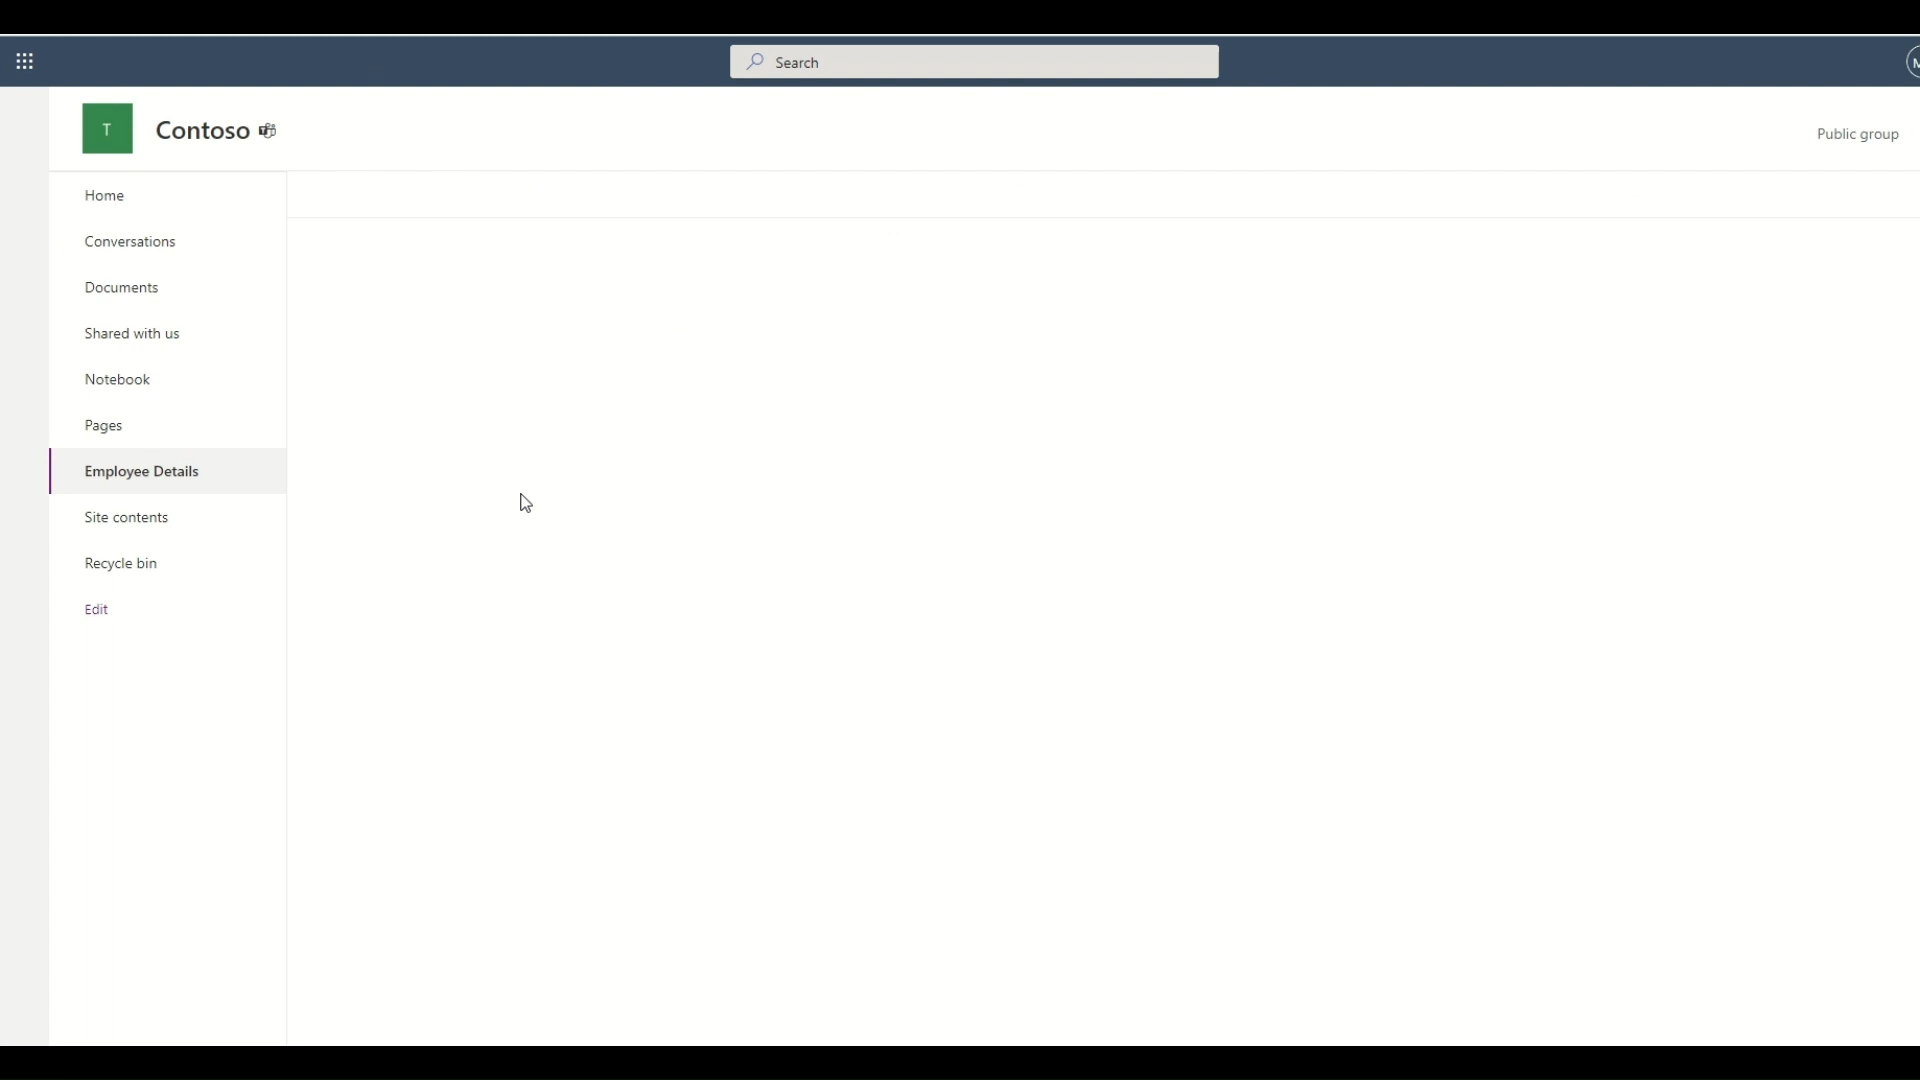 Search
M
T
Contoso
Public group
Home
Conversations
Documents
Shared with us
Notebook
Pages
Employee Details
Site contents
Recycle bin
Edit